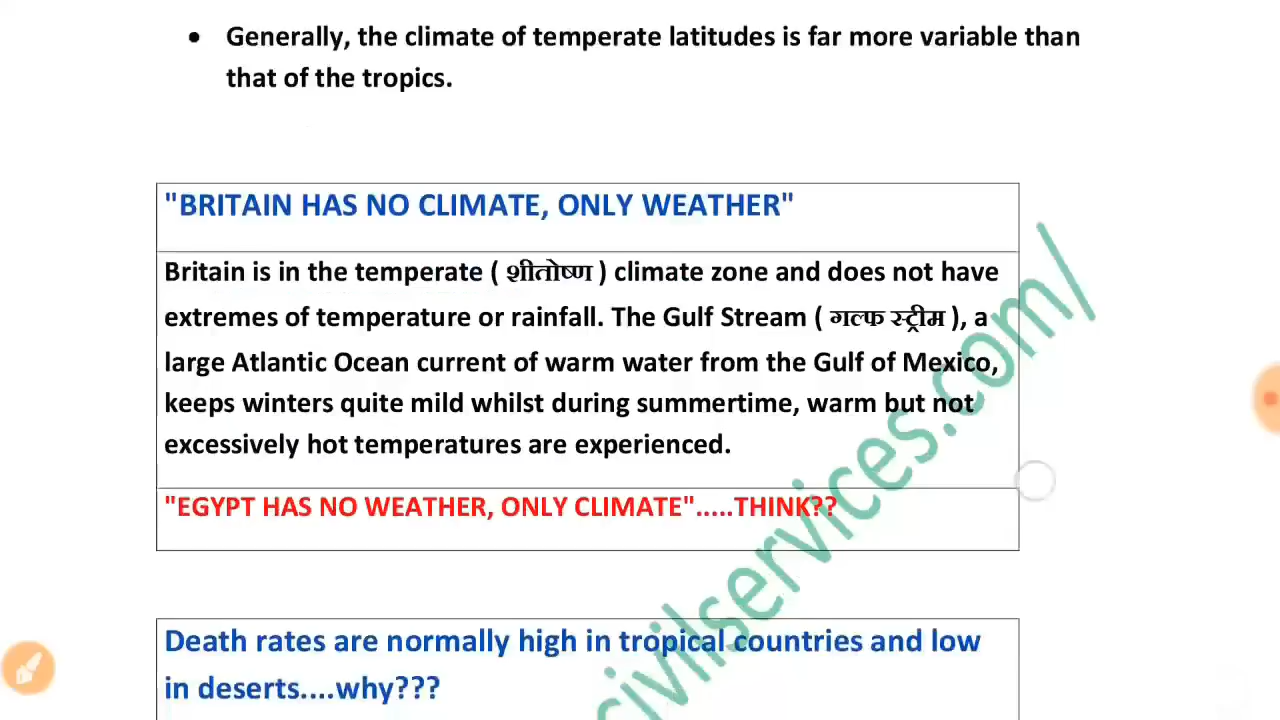 • Generally, the climate of temperate latitudes is far more variable than
that of the tropics.
"BRITAIN HAS NO CLIMATE, ONLY WEATHER"
Britain is in the temperate ( शीतोष्ण ) climate zone and does not have
extremes of temperature or rainfall. The Gulf Stream ( गल्फ स्ट्रीम ), a
large Atlantic Ocean current of warm water from the Gulf of Mexico,
keeps winters quite mild whilst during summertime, warm but not
excessively hot temperatures are experienced.
"EGYPT HAS NO WEATHER, ONLY CLIMATE".....THINK??
Death rates are normally high in tropical countries and low
in deserts....why???
civilservices.com/